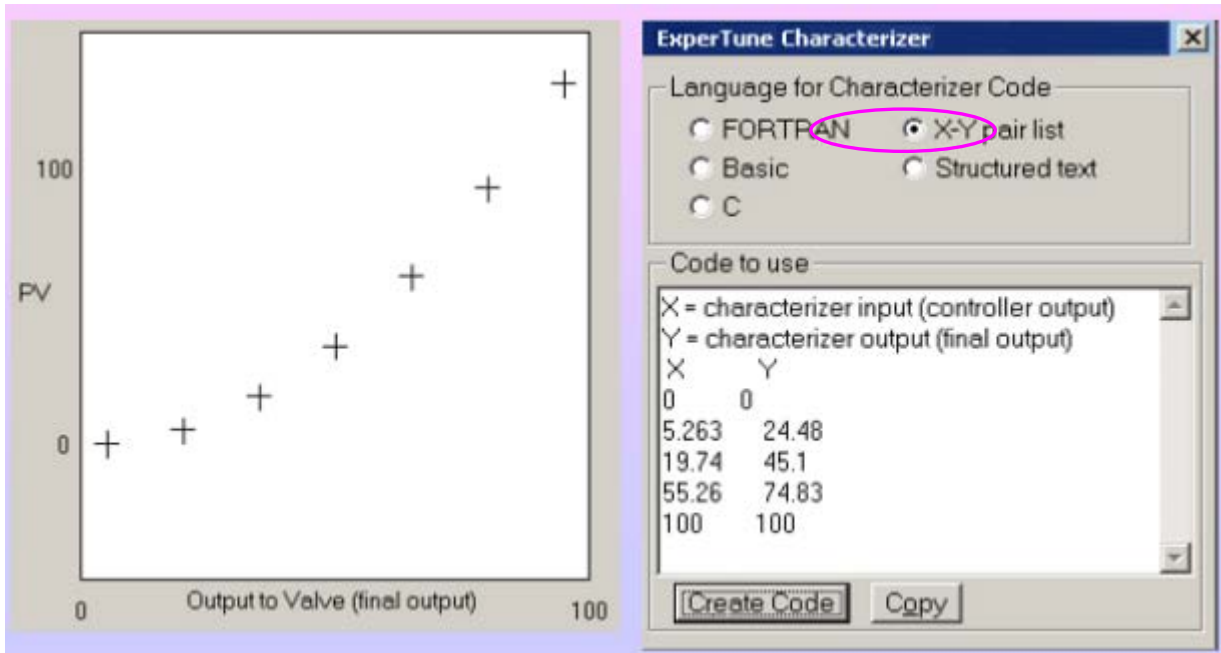 100
PV
0
0
Output to Valve (final output)
100
ExperTune Characterizer
Language for Characterizer Code
FORTRAN
X-Y pair list
Basic
Structured text
C
Code to use
X = characterizer input (controller output)
Y = characterizer output (final output)
X Y
0 0
5.263 24.48
19.74 45.1
55.26 74.83
100 100
Create Code
Copy